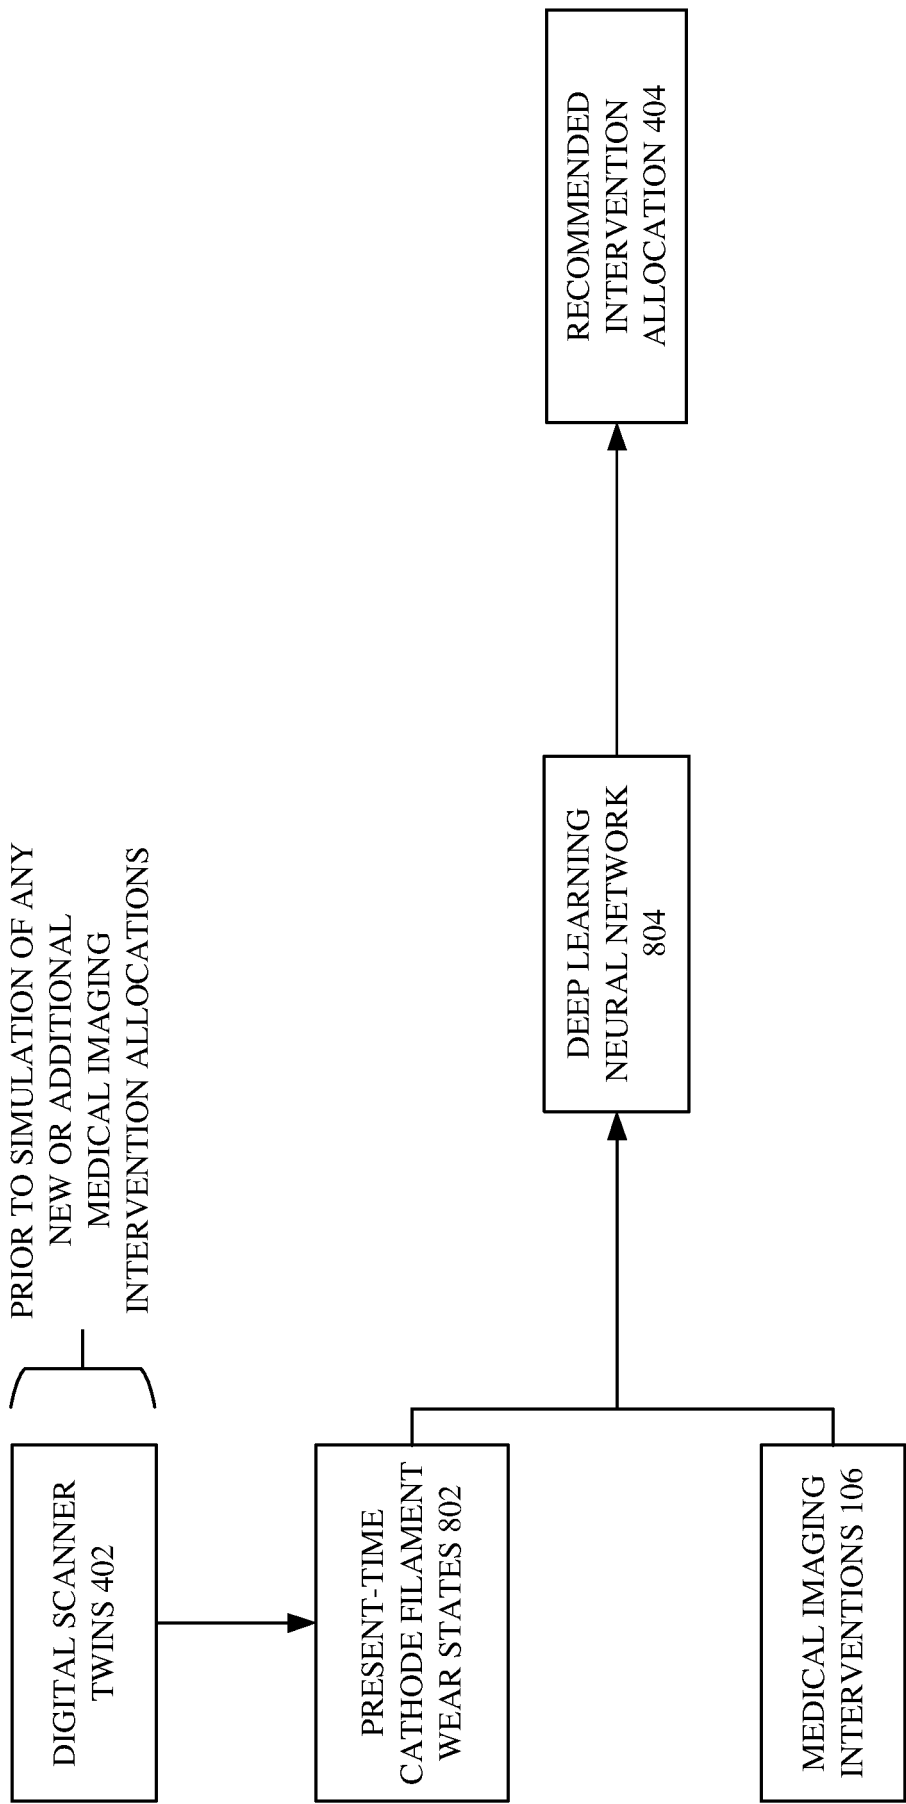 DIGITAL SCANNER
TWINS 402
PRIOR TO SIMULATION OF ANY
NEW OR ADDITIONAL
MEDICAL IMAGING
INTERVENTION ALLOCATIONS
PRESENT-TIME
CATHODE FILAMENT
WEAR STATES 802
MEDICAL IMAGING
INTERVENTIONS 106
DEEP LEARNING
NEURAL NETWORK
804
RECOMMENDED
INTERVENTION
ALLOCATION 404